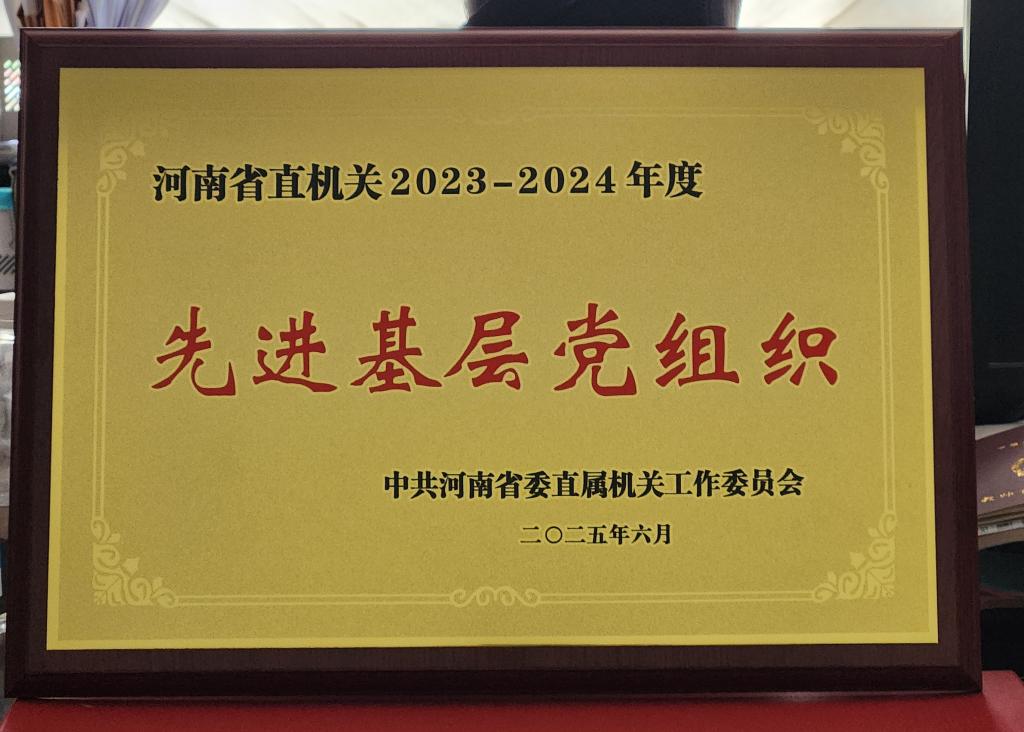 河南省直机关2023-2024年度
先进基层党组织
中共河南省委直属机关工作委员会
二〇二五年六月